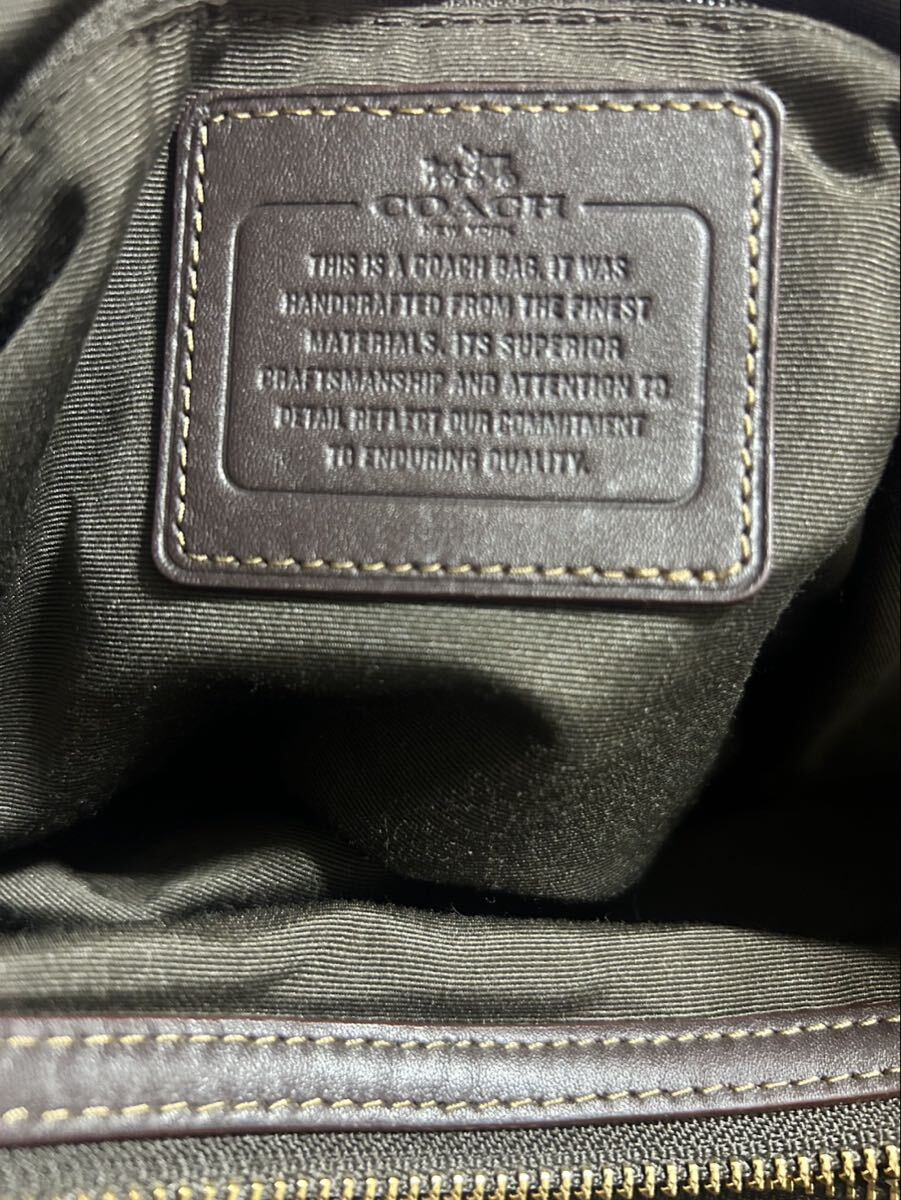 COACH
NEW YORK
THIS IS A COACH BAG. IT WAS
HANDCRAFTED FROM THE FINEST
MATERIALS. ITS SUPERIOR
CRAFTSMANSHIP AND ATTENTION TO
DETAIL REFLECT OUR COMMITMENT
TO ENDURING QUALITY.